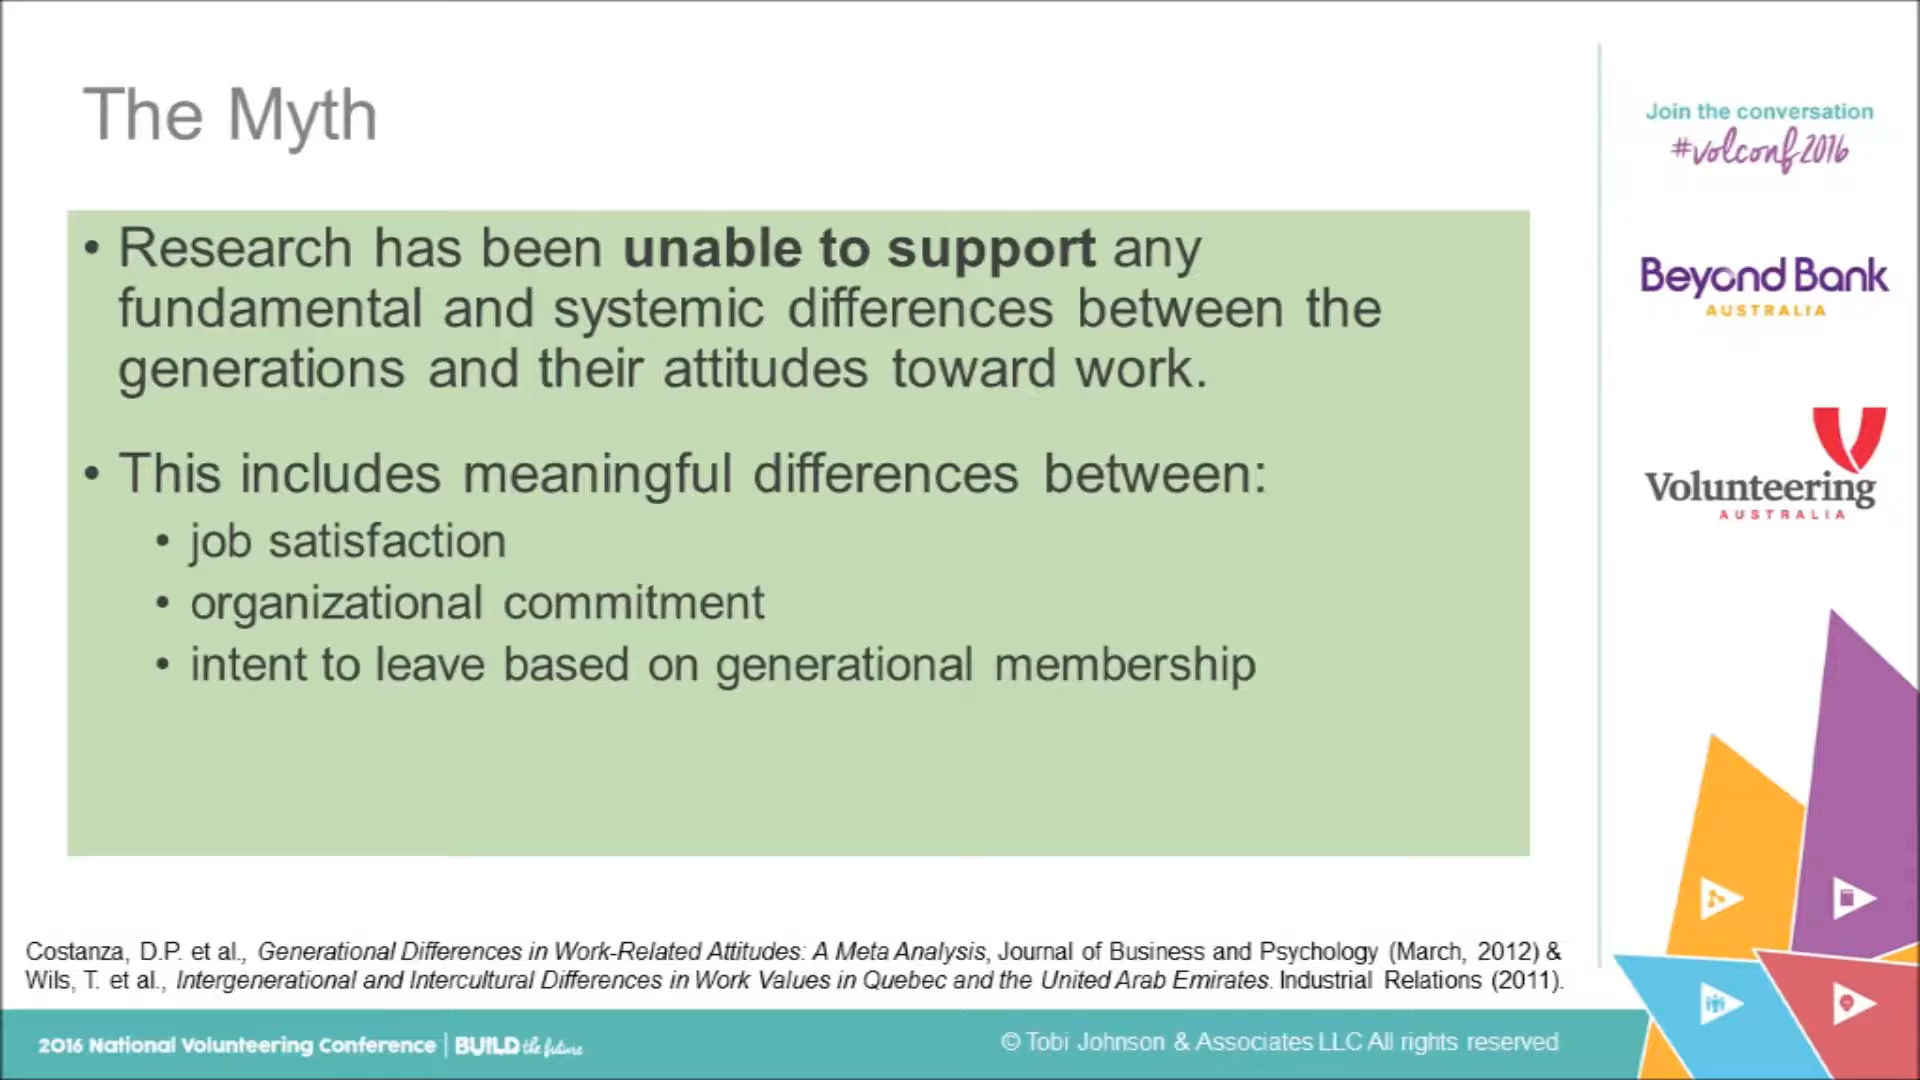 The Myth
• Research has been unable to support any
fundamental and systemic differences between the
generations and their attitudes toward work.
• This includes meaningful differences between:
• job satisfaction
• organizational commitment
• intent to leave based on generational membership
Costanza, D.P. et al., Generational Differences in Work-Related Attitudes: A Meta Analysis, Journal of Business and Psychology (March, 2012) &
Wils, T. et al., Intergenerational and Intercultural Differences in Work Values in Quebec and the United Arab Emirates. Industrial Relations (2011).
2016 National Volunteering Conference | BUILD the future
© Tobi Johnson & Associates LLC All rights reserved
Join the conversation
#volconf2016
Beyond Bank
AUSTRALIA
Volunteering
AUSTRALIA